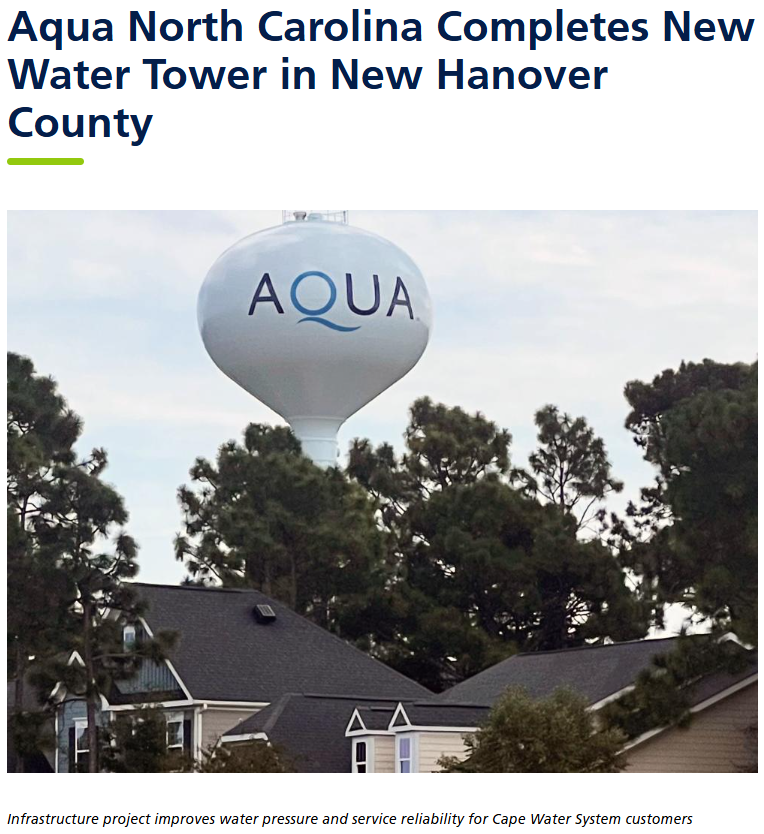 Aqua North Carolina Completes New
Water Tower in New Hanover
County
AQUA
Infrastructure project improves water pressure and service reliability for Cape Water System customers